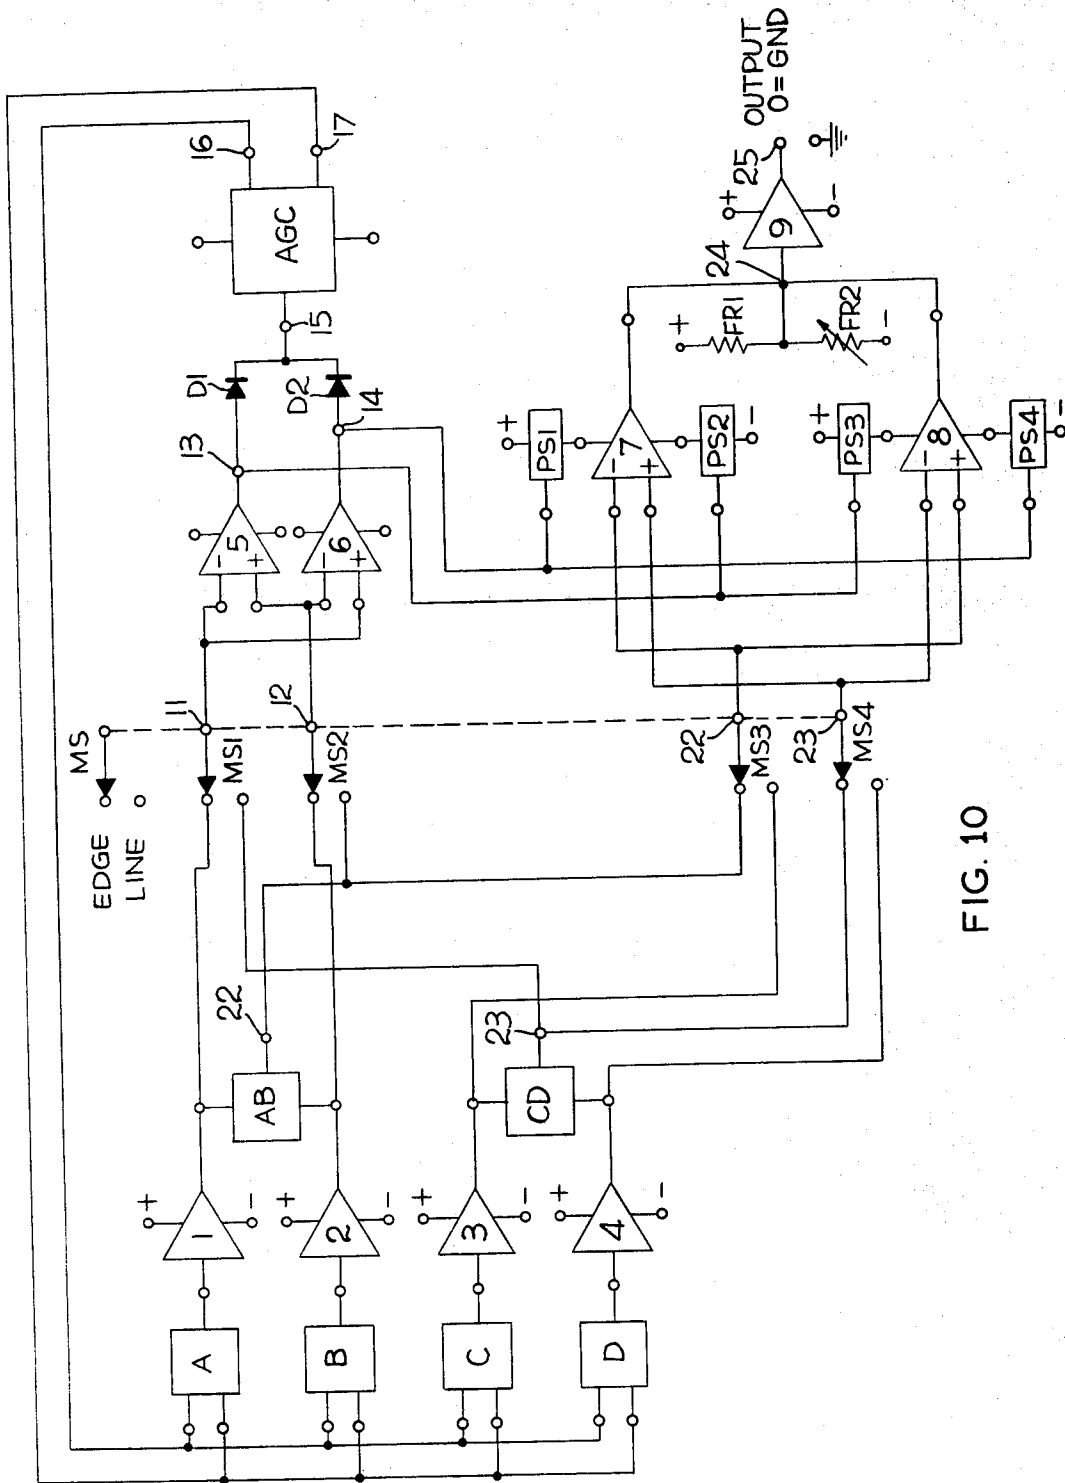 16
17
AGC
15
D1
D2
13
14
- 5 +
- 6 +
MS
EDGE
LINE
11
MS1
12
MS2
22
AB
23
CD
A
B
C
D
+ 1 -
+ 2 -
+ 3 -
+ 4 -
22
MS3
23
MS4
+ PS1
- 7 +
PS2 -
+ PS3
- 8 +
PS4 -
+ FR1
FR2 -
24
+ 9 -
25
OUTPUT
0=GND
FIG. 10